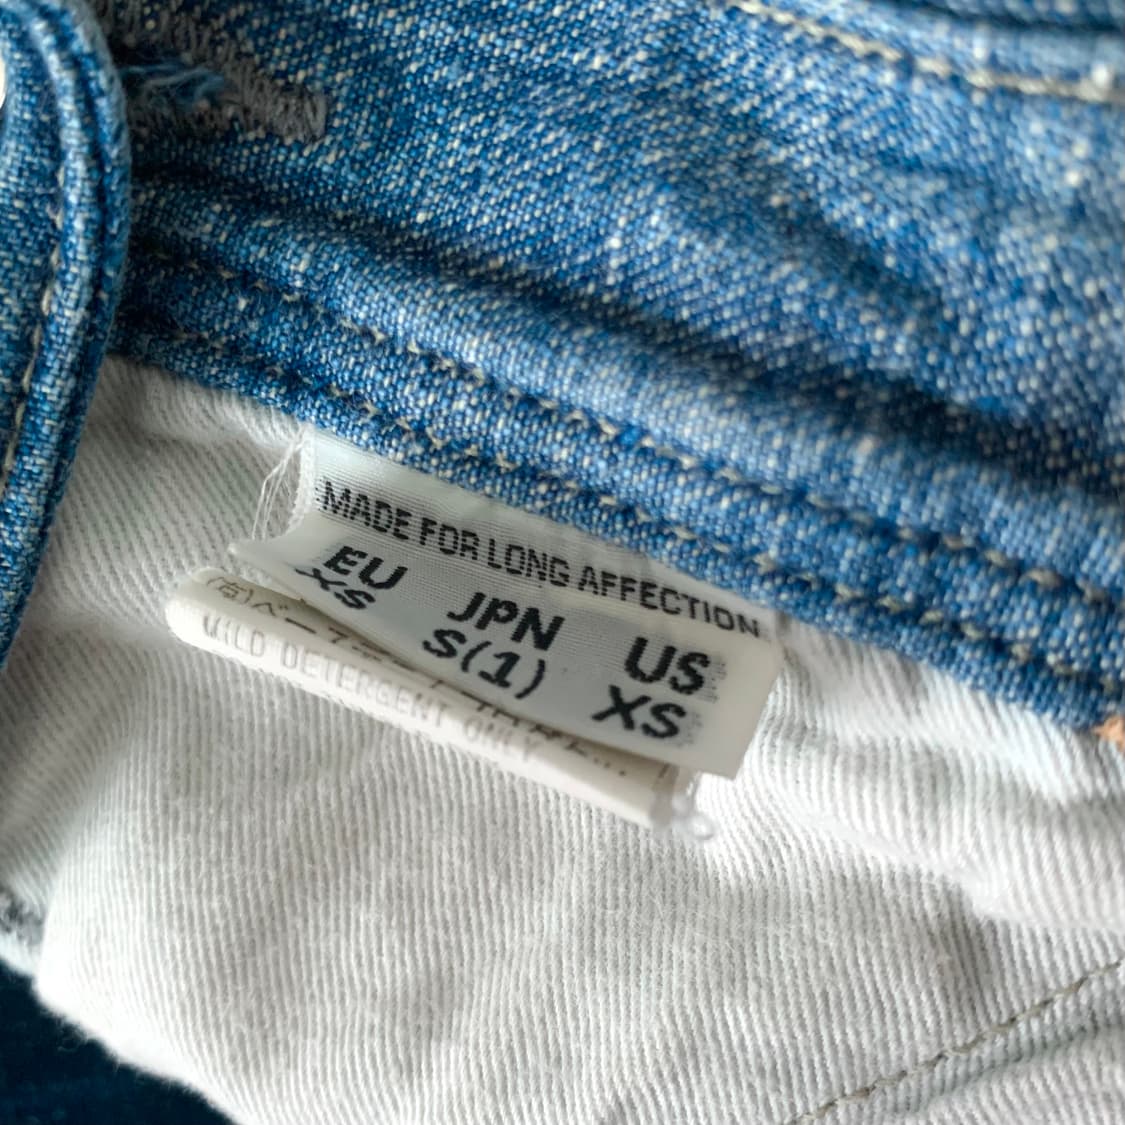 MADE FOR LONG AFFECTION
EU JPN US
XS S(1) XS
MILD DETERGENT ONLY